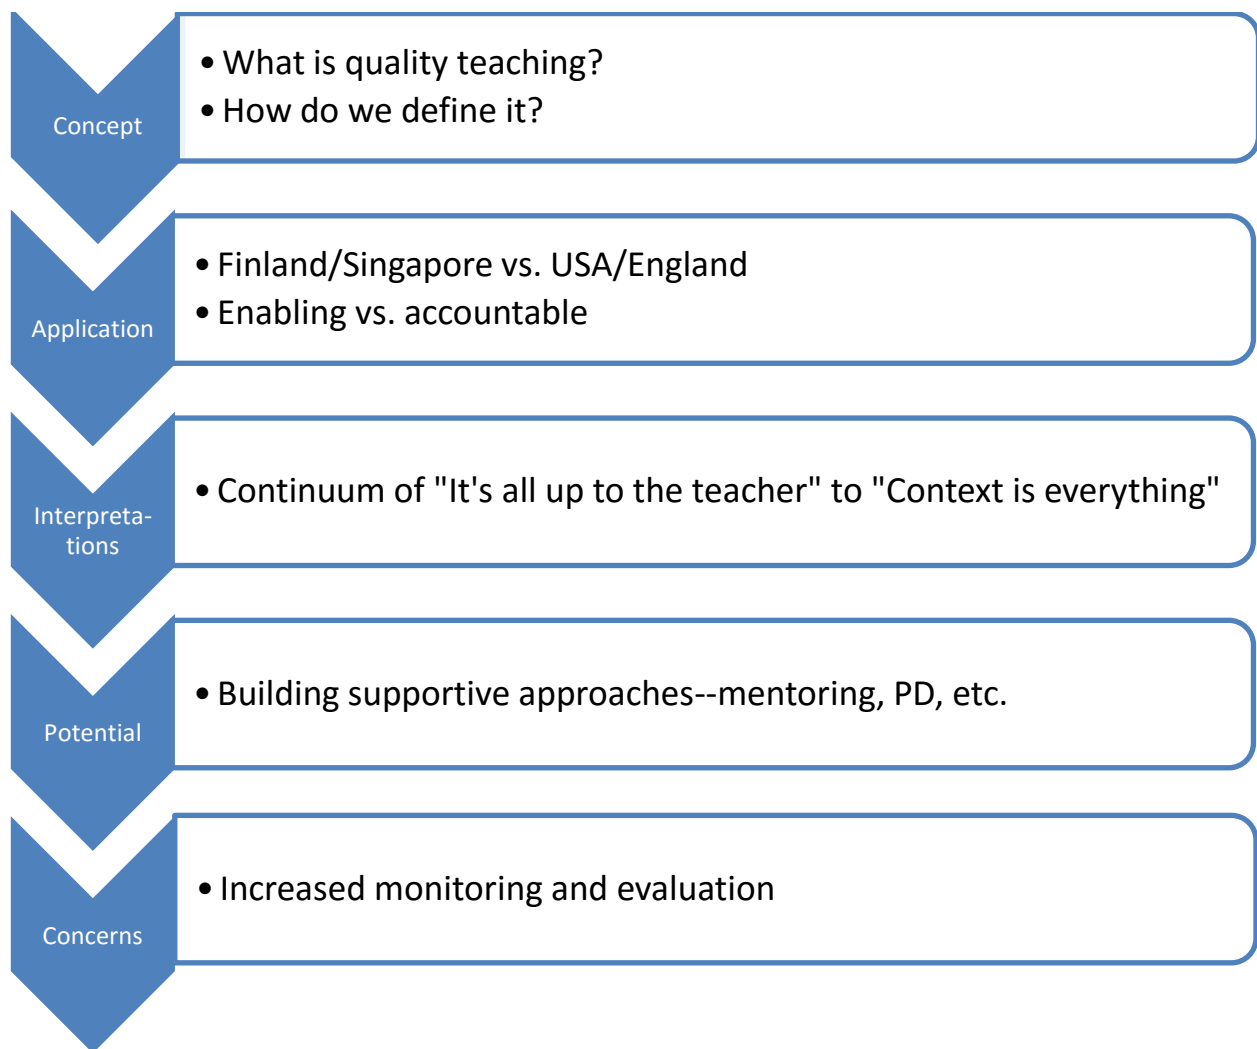 Concept
• What is quality teaching?
• How do we define it?
Application
• Finland/Singapore vs. USA/England
• Enabling vs. accountable
Interpreta-
tions
• Continuum of "It's all up to the teacher" to "Context is everything"
Potential
• Building supportive approaches--mentoring, PD, etc.
Concerns
• Increased monitoring and evaluation